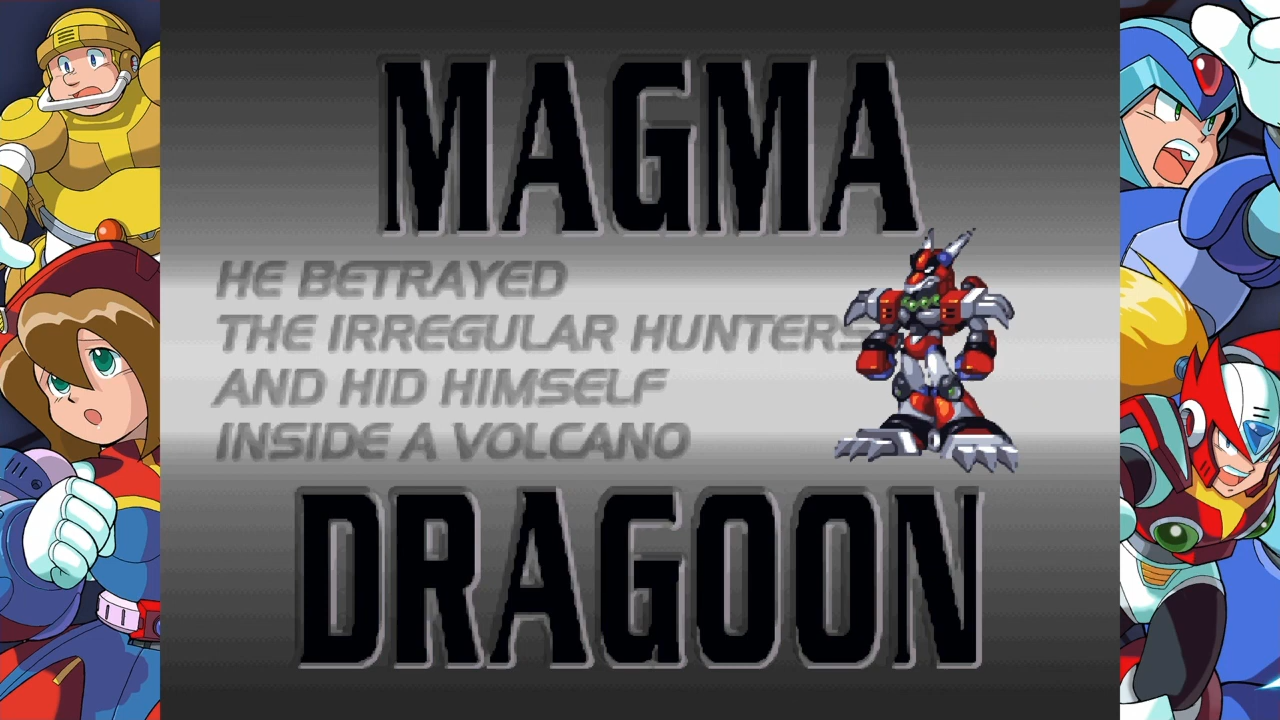 MAGMA
HE BETRAYED
THE IRREGULAR HUNTERS
AND HID HIMSELF
INSIDE A VOLCANO
DRAGOON